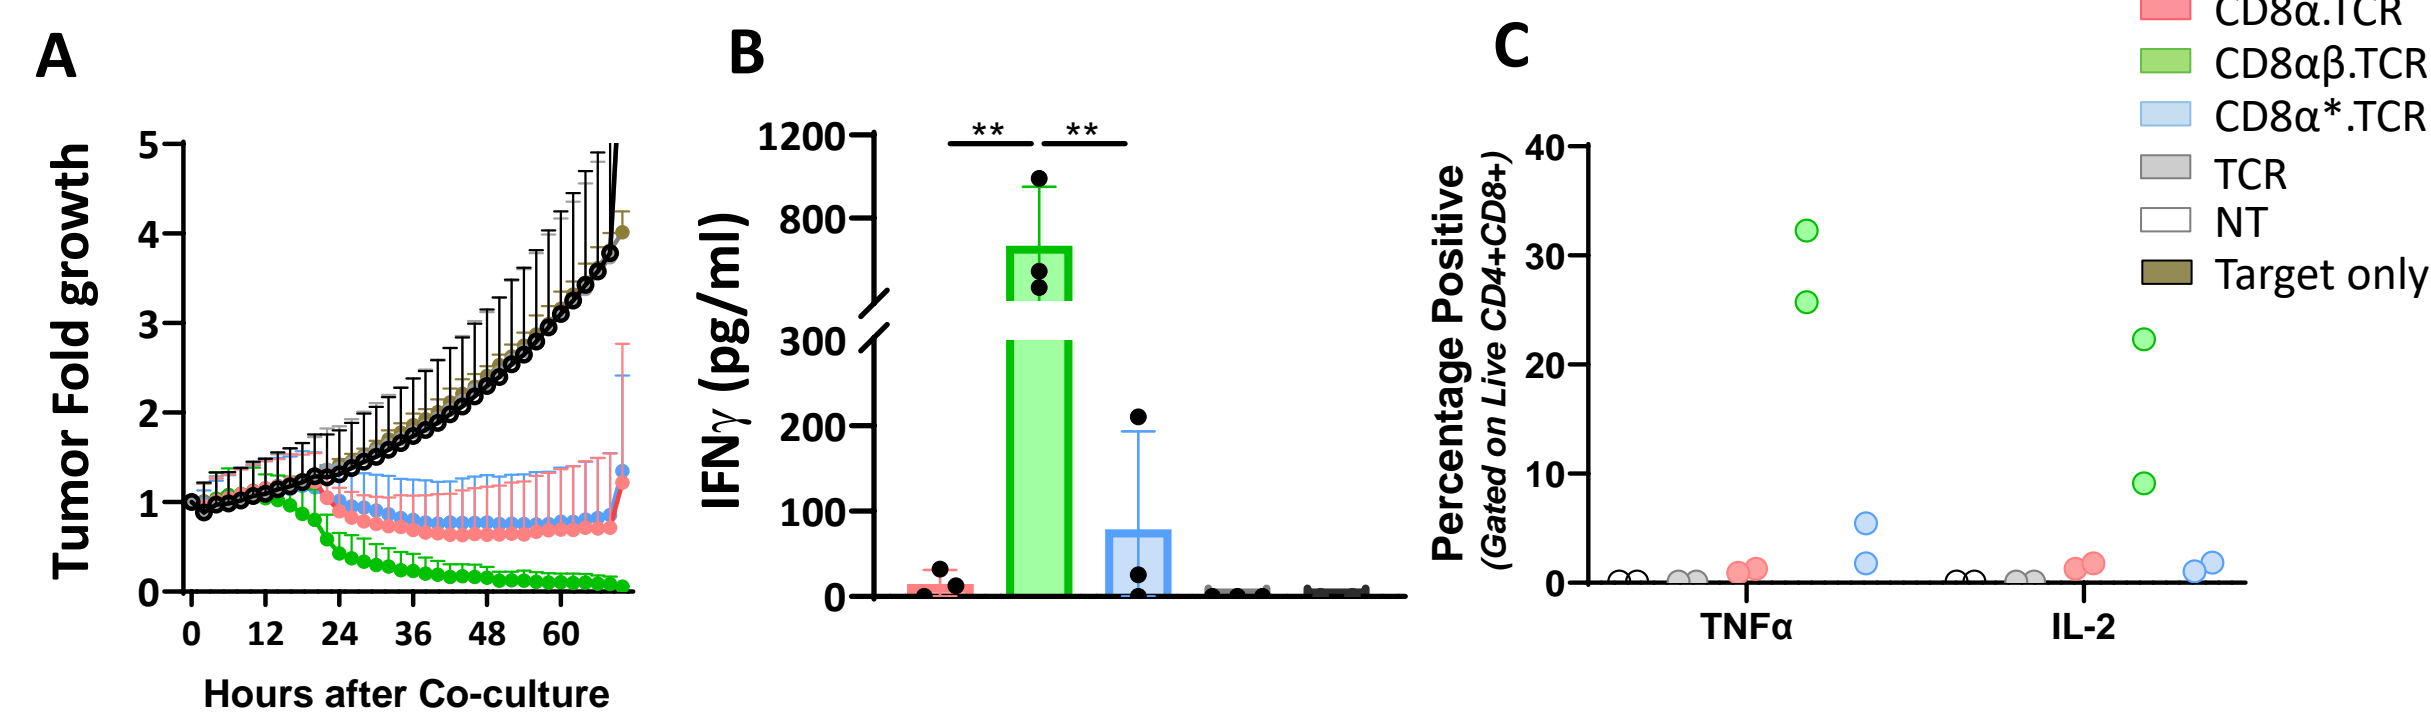 A
Tumor Fold growth
5
4
3
2
1
0
0 12 24 36 48 60
Hours after Co-culture
B
IFNγ (pg/ml)
1200
800
300
200
100
0
** **
C
Percentage Positive
(Gated on Live CD4+CD8+)
40
30
20
10
0
TNFα IL-2
CD8α.TCR
CD8αβ.TCR
CD8α*.TCR
TCR
NT
Target only